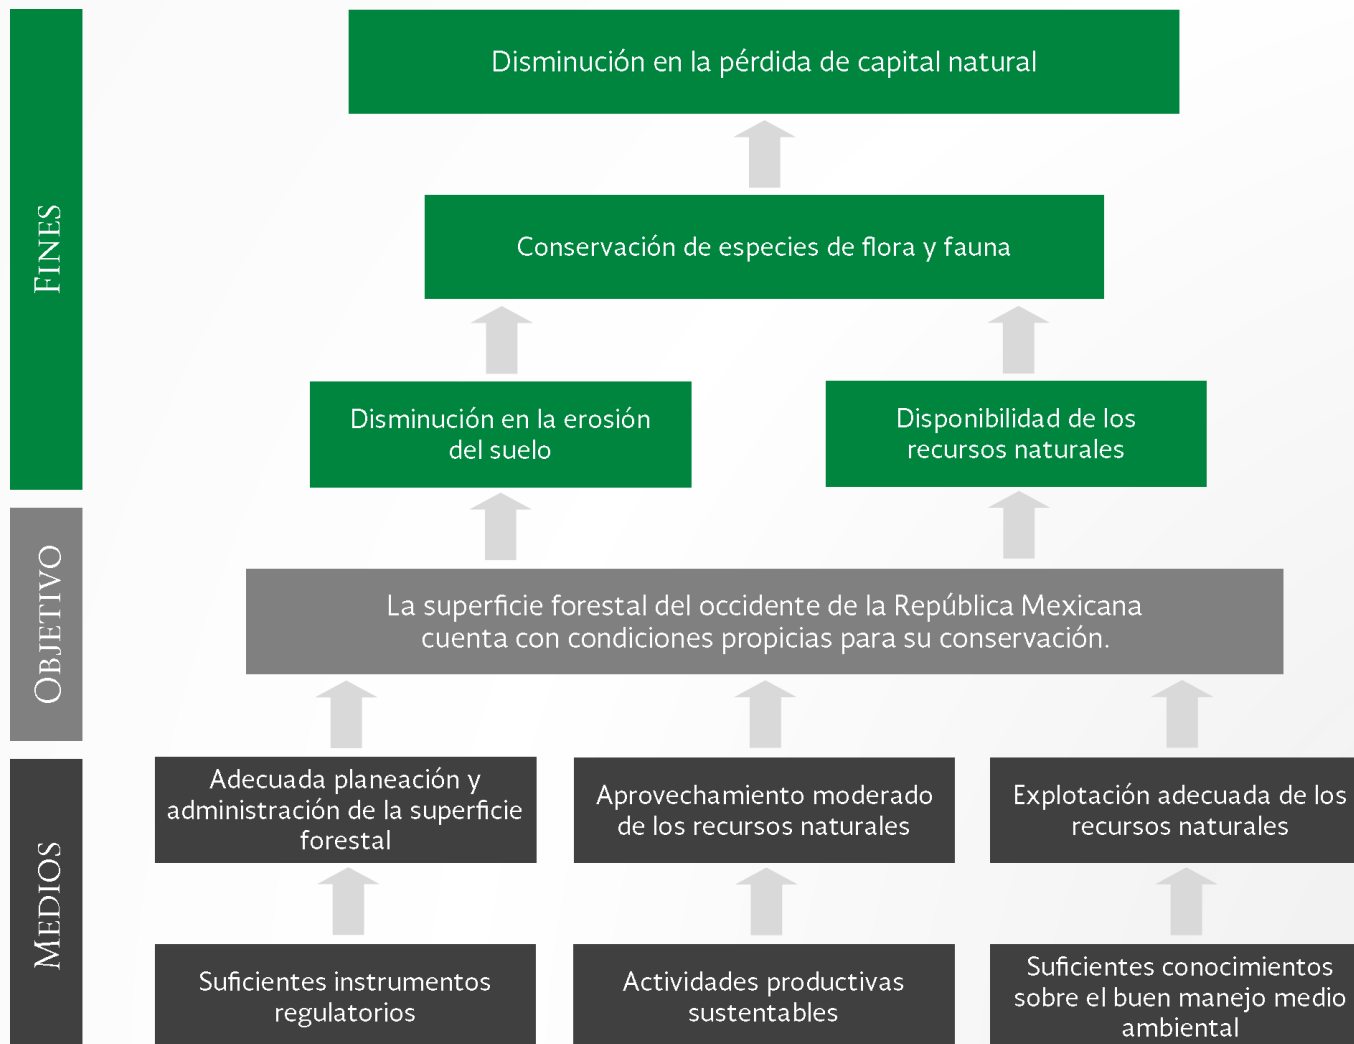 FINES
Disminución en la pérdida de capital natural
Conservación de especies de flora y fauna
Disminución en la erosión
del suelo
Disponibilidad de los
recursos naturales
OBJETIVO
La superficie forestal del occidente de la República Mexicana
cuenta con condiciones propicias para su conservación.
MEDIOS
Adecuada planeación y
administración de la superficie
forestal
Aprovechamiento moderado
de los recursos naturales
Explotación adecuada de los
recursos naturales
Suficientes instrumentos
regulatorios
Actividades productivas
sustentables
Suficientes conocimientos
sobre el buen manejo medio
ambiental